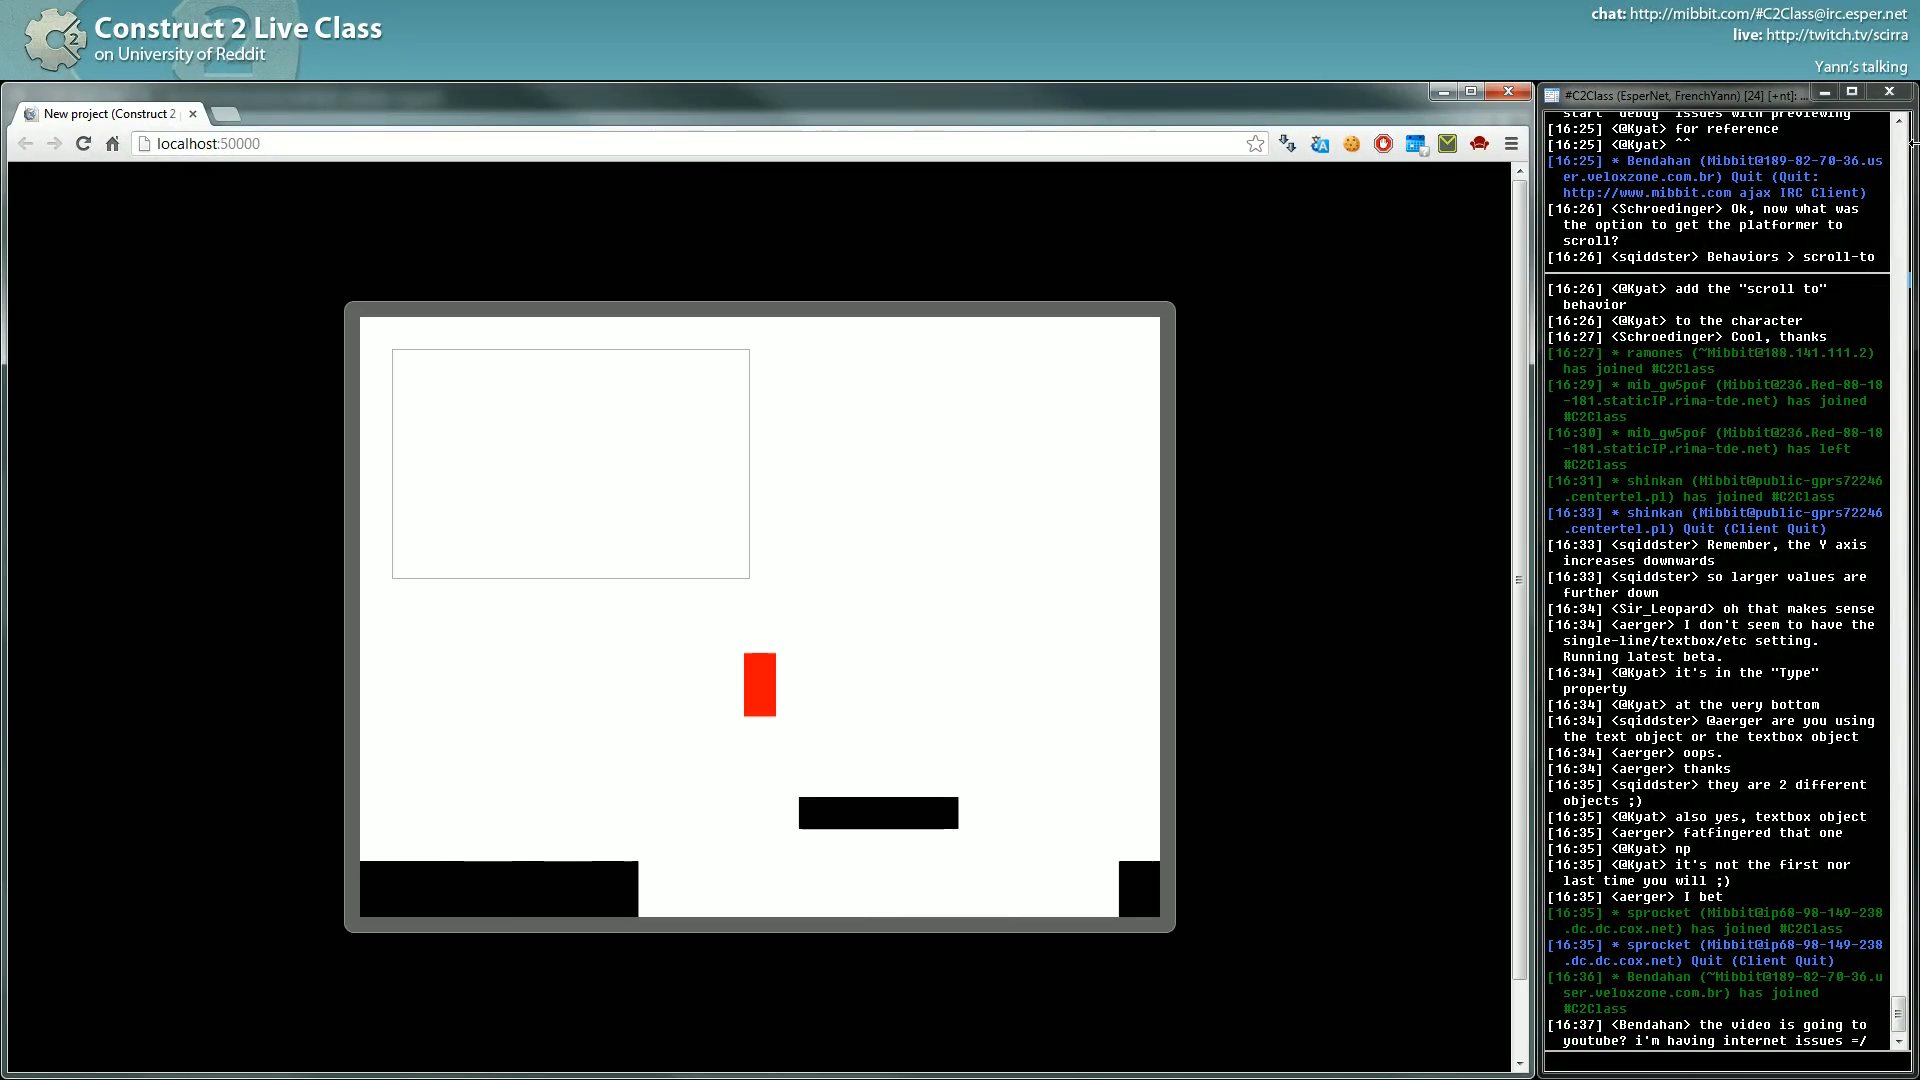 Construct 2 Live Class
on University of Reddit
chat: http://mibbit.com/#C2Class@irc.esper.net
live: http://twitch.tv/scirra
Yann's talking
New project (Construct 2
localhost:50000
#C2Class (EsperNet, FrenchYann) [24] [+nt]: ...
start "debug" issues with previewing
[16:25] <@Kyat> for reference
[16:25] <@Kyat> ^^
[16:25] * Bendahan (Mibbit@189-82-70-36.us
er.veloxzone.com.br) Quit (Quit:
http://www.mibbit.com ajax IRC Client)
[16:26] <Schroedinger> Ok, now what was
the option to get the platformer to
scroll?
[16:26] <sqiddster> Behaviors > scroll-to
[16:26] <@Kyat> add the "scroll to"
behavior
[16:26] <@Kyat> to the character
[16:27] <Schroedinger> Cool, thanks
[16:27] * ramones (~Mibbit@188.141.111.2)
has joined #C2Class
[16:29] * mib_gw5pof (Mibbit@236.Red-88-18
-181.staticIP.rima-tde.net) has joined
#C2Class
[16:30] * mib_gw5pof (Mibbit@236.Red-88-18
-181.staticIP.rima-tde.net) has left
#C2Class
[16:31] * shinkan (Mibbit@public-gprs72246
.centertel.pl) has joined #C2Class
[16:33] * shinkan (Mibbit@public-gprs72246
.centertel.pl) Quit (Client Quit)
[16:33] <sqiddster> Remember, the Y axis
increases downwards
[16:33] <sqiddster> so larger values are
further down
[16:34] <Sir_Leopard> oh that makes sense
[16:34] <aerger> I don't seem to have the
single-line/textbox/etc setting.
Running latest beta.
[16:34] <@Kyat> it's in the "Type"
property
[16:34] <@Kyat> at the very bottom
[16:34] <sqiddster> @aerger are you using
the text object or the textbox object
[16:34] <aerger> oops.
[16:34] <aerger> thanks
[16:35] <sqiddster> they are 2 different
objects ;)
[16:35] <@Kyat> also yes, textbox object
[16:35] <aerger> fatfingered that one
[16:35] <@Kyat> np
[16:35] <@Kyat> it's not the first nor
last time you will ;)
[16:35] <aerger> I bet
[16:35] * sprocket (Mibbit@ip68-98-149-238
.dc.dc.cox.net) has joined #C2Class
[16:35] * sprocket (Mibbit@ip68-98-149-238
.dc.dc.cox.net) Quit (Client Quit)
[16:36] * Bendahan (~Mibbit@189-82-70-36.u
ser.veloxzone.com.br) has joined
#C2Class
[16:37] <Bendahan> the video is going to
youtube? i'm having internet issues =/